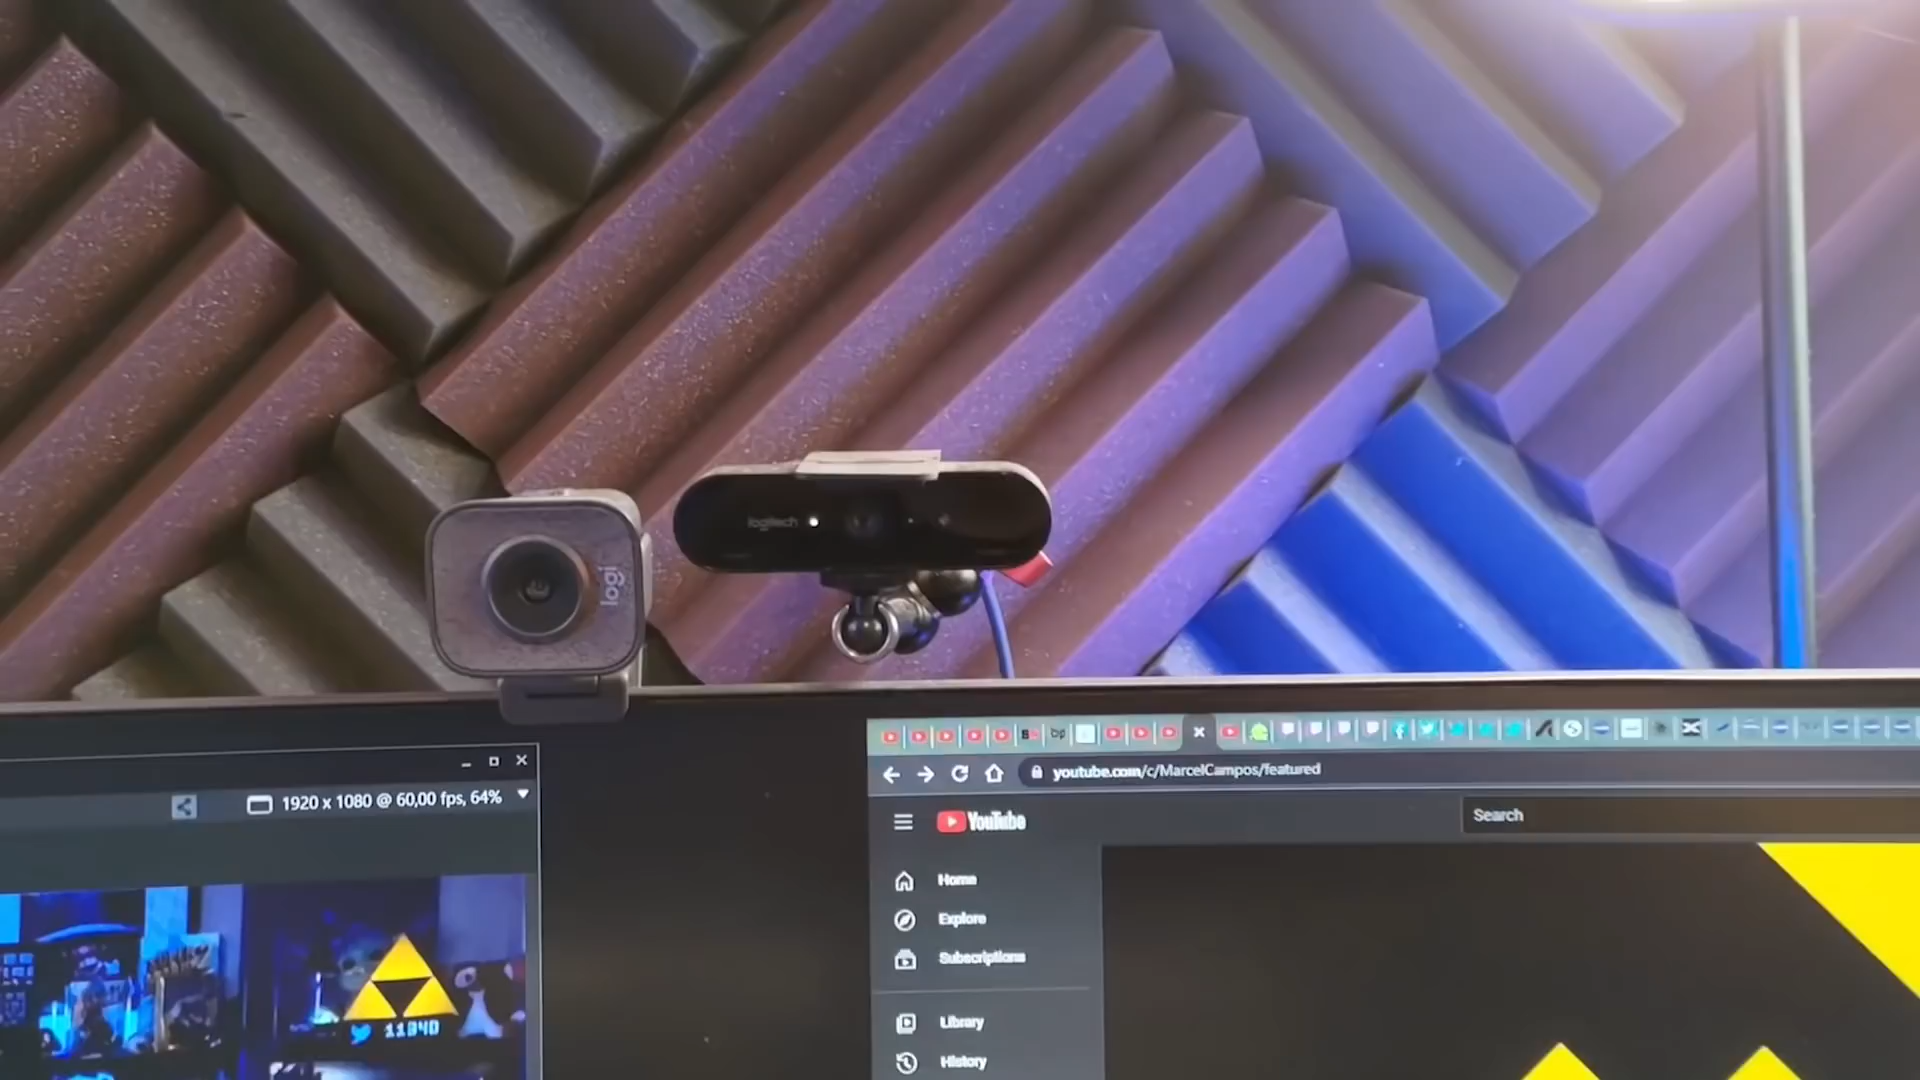 logitech
logi
1920 x 1080 @ 60,00 fps, 64%
youtube.com/c/MarcelCampos/featured
YouTube
Search
Home
Explore
Subscriptions
Library
History
11840